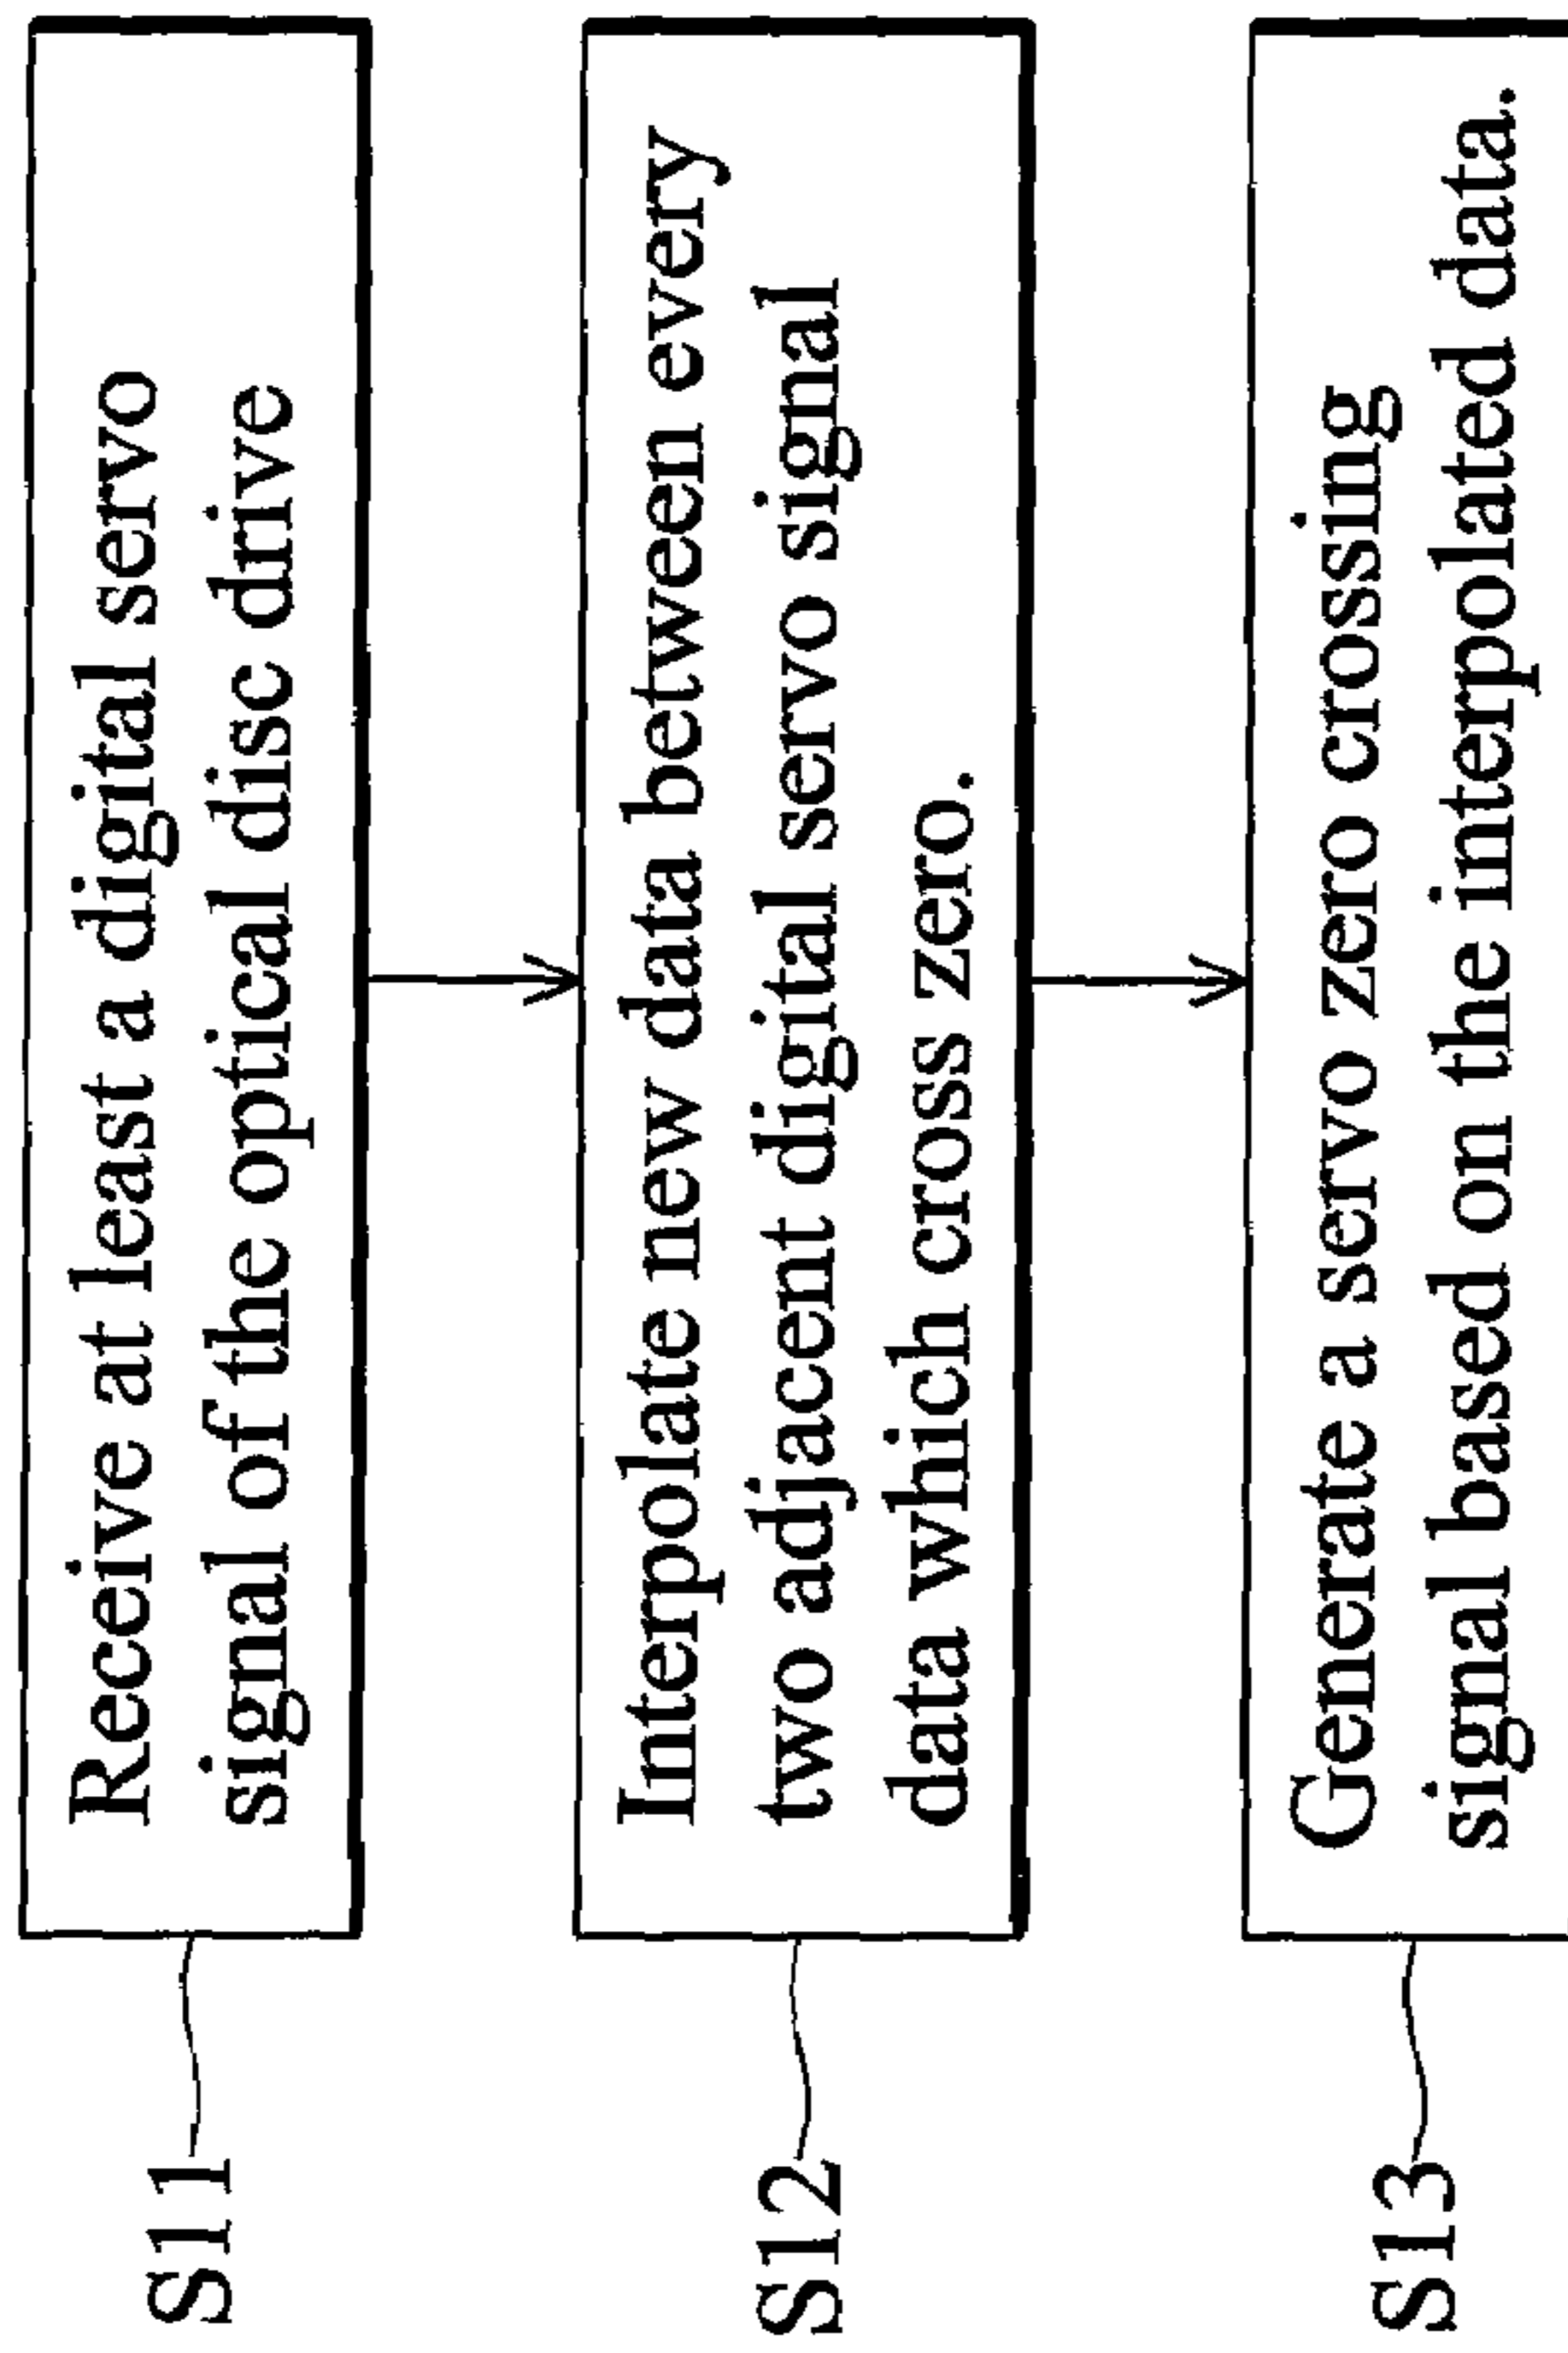 S11
Receive at least a digital servo
signal of the optical disc drive
S12
Interpolate new data between every
two adjacent digital servo signal
data which cross zero.
S13
Generate a servo zero crossing
signal based on the interpolated data.